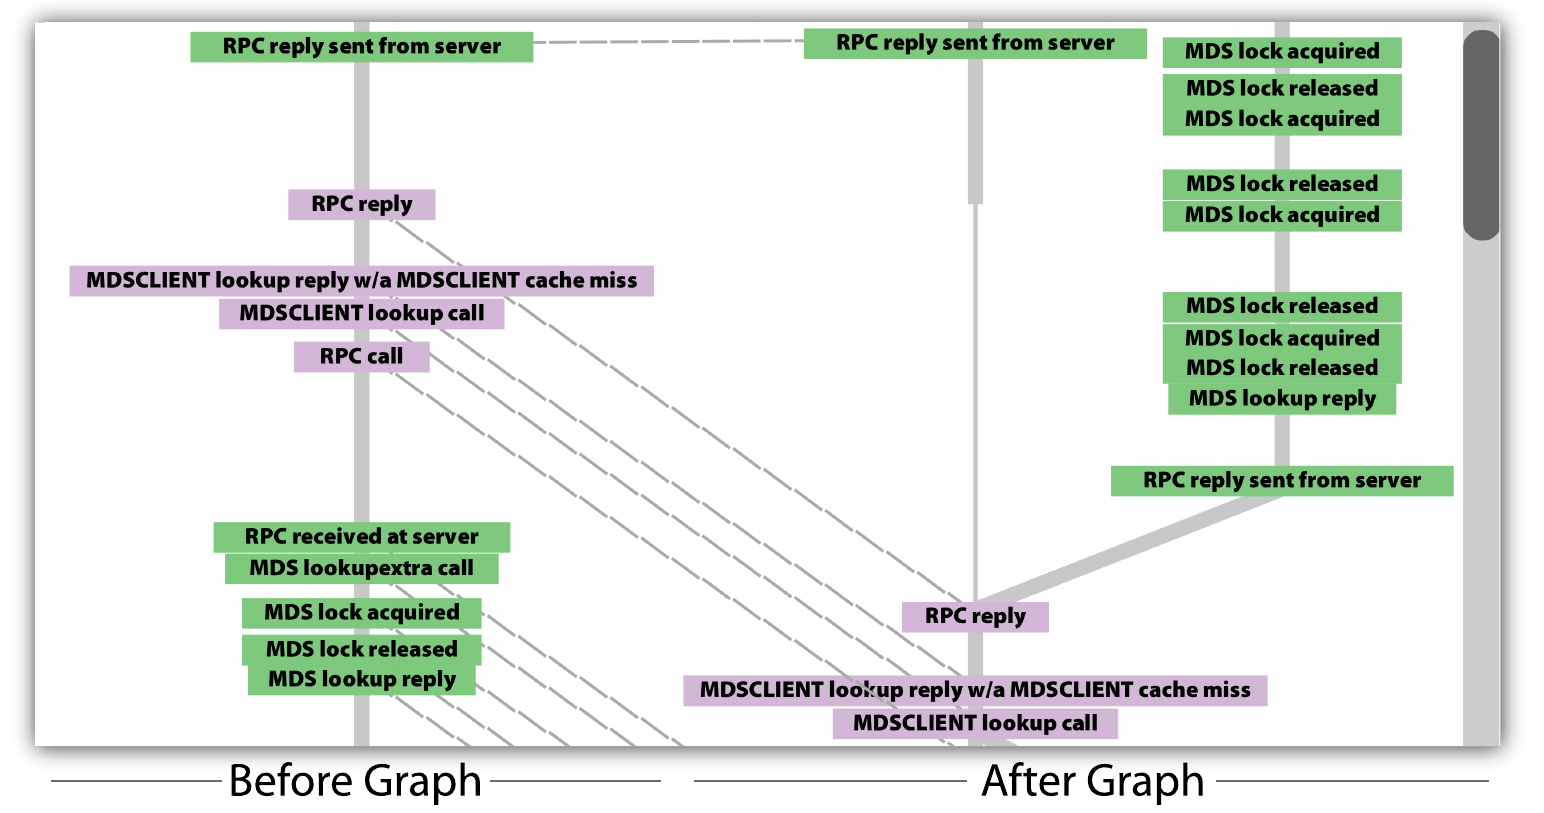 RPC reply sent from server
RPC reply
MDSCLIENT lookup reply w/a MDSCLIENT cache miss
MDSCLIENT lookup call
RPC call
RPC received at server
MDS lookupextra call
MDS lock acquired
MDS lock released
MDS lookup reply
RPC reply sent from server
RPC reply
MDSCLIENT lookup reply w/a MDSCLIENT cache miss
MDSCLIENT lookup call
MDS lock acquired
MDS lock released
MDS lock acquired
MDS lock released
MDS lock acquired
MDS lock released
MDS lock acquired
MDS lock released
MDS lookup reply
RPC reply sent from server
Before Graph
After Graph